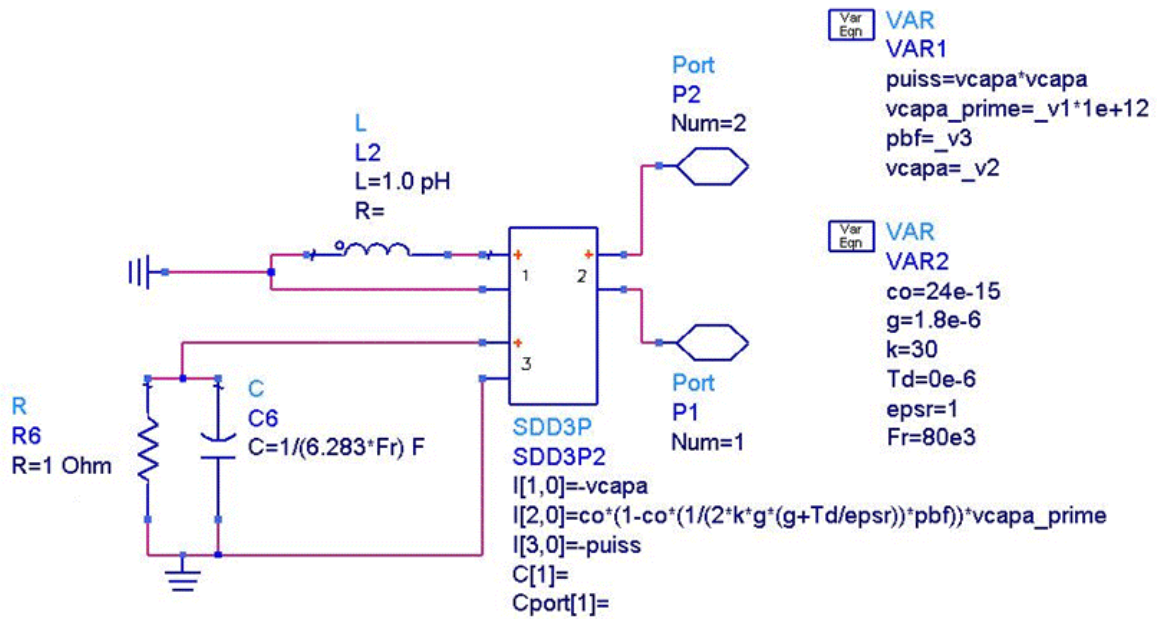 Var
Eqn
VAR
VAR1
puiss=vcapa*vcapa
vcapa_prime=_v1*1e+12
pbf=_v3
vcapa=_v2
Port
P2
Num=2
L
L2
L=1.0 pH
R=
Var
Eqn
VAR
VAR2
co=24e-15
g=1.8e-6
k=30
Td=0e-6
epsr=1
Fr=80e3
1
2
3
Port
P1
Num=1
R
R6
R=1 Ohm
C
C6
C=1/(6.283*Fr) F
SDD3P
SDD3P2
I[1,0]=-vcapa
I[2,0]=co*(1-co*(1/(2*k*g*(g+Td/epsr))*pbf))*vcapa_prime
I[3,0]=-puiss
C[1]=
Cport[1]=